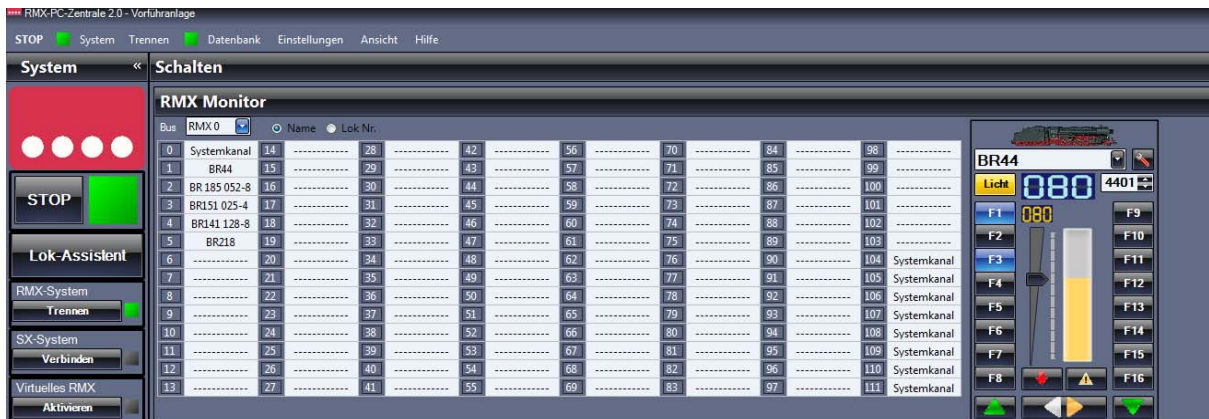 RMX-PC-Zentrale 2.0 - Vorführanlage
STOP System Trennen Datenbank Einstellungen Ansicht Hilfe
System « Schalten
RMX Monitor
Bus RMX 0 Name Lok Nr.
0 Systemkanal 14 ------------ 28 ------------ 42 ------------ 56 ------------ 70 ------------ 84 ------------ 98 ------------
1 BR44 15 ------------ 29 ------------ 43 ------------ 57 ------------ 71 ------------ 85 ------------ 99 ------------
2 BR 185 052-8 16 ------------ 30 ------------ 44 ------------ 58 ------------ 72 ------------ 86 ------------ 100 ------------
3 BR151 025-4 17 ------------ 31 ------------ 45 ------------ 59 ------------ 73 ------------ 87 ------------ 101 ------------
4 BR141 128-8 18 ------------ 32 ------------ 46 ------------ 60 ------------ 74 ------------ 88 ------------ 102 ------------
5 BR218 19 ------------ 33 ------------ 47 ------------ 61 ------------ 75 ------------ 89 ------------ 103 ------------
6 ------------ 20 ------------ 34 ------------ 48 ------------ 62 ------------ 76 ------------ 90 ------------ 104 Systemkanal
7 ------------ 21 ------------ 35 ------------ 49 ------------ 63 ------------ 77 ------------ 91 ------------ 105 Systemkanal
8 ------------ 22 ------------ 36 ------------ 50 ------------ 64 ------------ 78 ------------ 92 ------------ 106 Systemkanal
9 ------------ 23 ------------ 37 ------------ 51 ------------ 65 ------------ 79 ------------ 93 ------------ 107 Systemkanal
10 ------------ 24 ------------ 38 ------------ 52 ------------ 66 ------------ 80 ------------ 94 ------------ 108 Systemkanal
11 ------------ 25 ------------ 39 ------------ 53 ------------ 67 ------------ 81 ------------ 95 ------------ 109 Systemkanal
12 ------------ 26 ------------ 40 ------------ 54 ------------ 68 ------------ 82 ------------ 96 ------------ 110 Systemkanal
13 ------------ 27 ------------ 41 ------------ 55 ------------ 69 ------------ 83 ------------ 97 ------------ 111 Systemkanal
STOP
Lok-Assistent
RMX-System
Trennen
SX-System
Verbinden
Virtuelles RMX
Aktivieren
BR44
Licht 080 4401
F1 080 F9
F2 F10
F3 F11
F4 F12
F5 F13
F6 F14
F7 F15
F8 F16